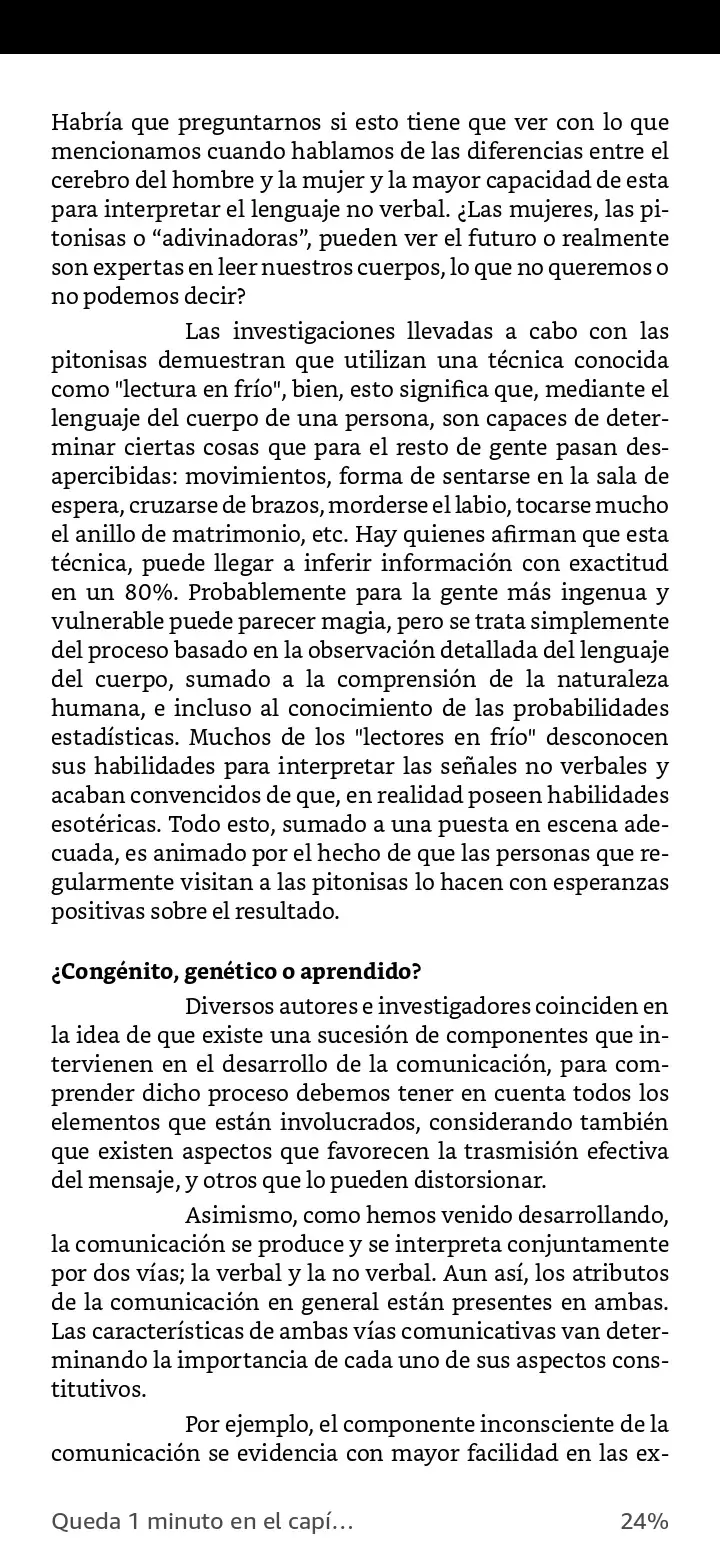 Habría que preguntarnos si esto tiene que ver con lo que
mencionamos cuando hablamos de las diferencias entre el
cerebro del hombre y la mujer y la mayor capacidad de esta
para interpretar el lenguaje no verbal. ¿Las mujeres, las pi-
tonisas o “adivinadoras”, pueden ver el futuro o realmente
son expertas en leer nuestros cuerpos, lo que no queremos o
no podemos decir?
Las investigaciones llevadas a cabo con las
pitonisas demuestran que utilizan una técnica conocida
como "lectura en frío", bien, esto significa que, mediante el
lenguaje del cuerpo de una persona, son capaces de deter-
minar ciertas cosas que para el resto de gente pasan des-
apercibidas: movimientos, forma de sentarse en la sala de
espera, cruzarse de brazos, morderse el labio, tocarse mucho
el anillo de matrimonio, etc. Hay quienes afirman que esta
técnica, puede llegar a inferir información con exactitud
en un 80%. Probablemente para la gente más ingenua y
vulnerable puede parecer magia, pero se trata simplemente
del proceso basado en la observación detallada del lenguaje
del cuerpo, sumado a la comprensión de la naturaleza
humana, e incluso al conocimiento de las probabilidades
estadísticas. Muchos de los "lectores en frío" desconocen
sus habilidades para interpretar las señales no verbales y
acaban convencidos de que, en realidad poseen habilidades
esotéricas. Todo esto, sumado a una puesta en escena ade-
cuada, es animado por el hecho de que las personas que re-
gularmente visitan a las pitonisas lo hacen con esperanzas
positivas sobre el resultado.
¿Congénito, genético o aprendido?
Diversos autores e investigadores coinciden en
la idea de que existe una sucesión de componentes que in-
tervienen en el desarrollo de la comunicación, para com-
prender dicho proceso debemos tener en cuenta todos los
elementos que están involucrados, considerando también
que existen aspectos que favorecen la trasmisión efectiva
del mensaje, y otros que lo pueden distorsionar.
Asimismo, como hemos venido desarrollando,
la comunicación se produce y se interpreta conjuntamente
por dos vías; la verbal y la no verbal. Aun así, los atributos
de la comunicación en general están presentes en ambas.
Las características de ambas vías comunicativas van deter-
minando la importancia de cada uno de sus aspectos cons-
titutivos.
Por ejemplo, el componente inconsciente de la
comunicación se evidencia con mayor facilidad en las ex-
Queda 1 minuto en el capí… 24%